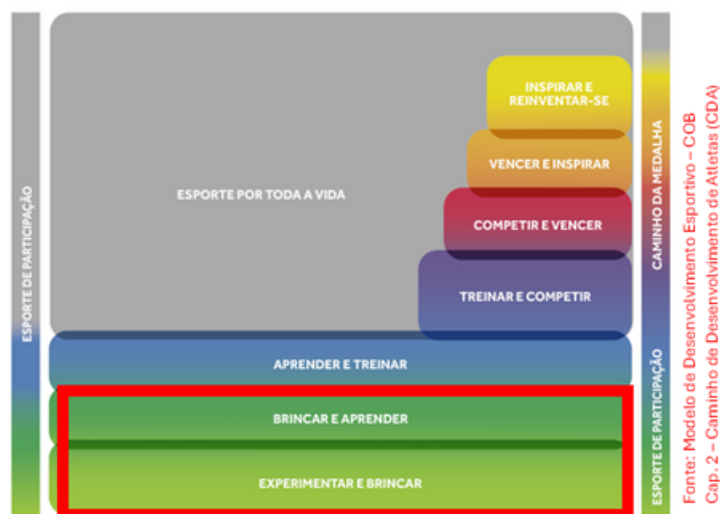 ESPORTE DE PARTICIPAÇÃO
ESPORTE POR TODA A VIDA
INSPIRAR E
REINVENTAR-SE
VENCER E INSPIRAR
COMPETIR E VENCER
TREINAR E COMPETIR
APRENDER E TREINAR
BRINCAR E APRENDER
EXPERIMENTAR E BRINCAR
CAMINHO DA MEDALHA
ESPORTE DE PARTICIPAÇÃO
Fonte: Modelo de Desenvolvimento Esportivo – COB
Cap. 2 – Caminho de Desenvolvimento de Atletas (CDA)